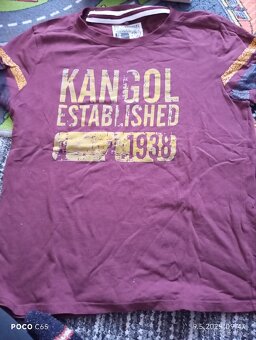 KANGOL
ESTABLISHED
1938
POCO C65